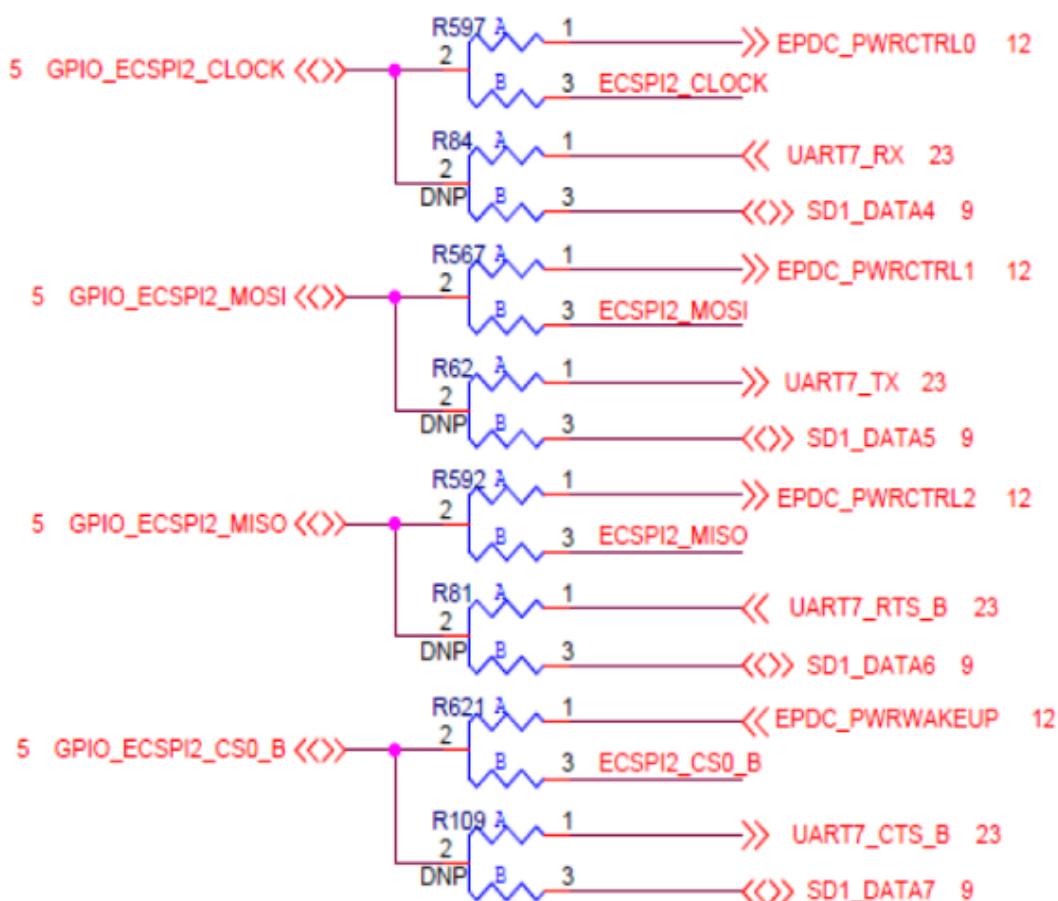 R597 A 1 EPDC_PWRCTRL0 12
5 GPIO_ECSPI2_CLOCK 2
B 3 ECSPI2_CLOCK
R84 A 1 UART7_RX 23
2
DNP B 3 SD1_DATA4 9
R567 A 1 EPDC_PWRCTRL1 12
5 GPIO_ECSPI2_MOSI 2
B 3 ECSPI2_MOSI
R62 A 1 UART7_TX 23
2
DNP B 3 SD1_DATA5 9
R592 A 1 EPDC_PWRCTRL2 12
5 GPIO_ECSPI2_MISO 2
B 3 ECSPI2_MISO
R81 A 1 UART7_RTS_B 23
2
DNP B 3 SD1_DATA6 9
R621 A 1 EPDC_PWRWAKEUP 12
5 GPIO_ECSPI2_CS0_B 2
B 3 ECSPI2_CS0_B
R109 A 1 UART7_CTS_B 23
2
DNP B 3 SD1_DATA7 9